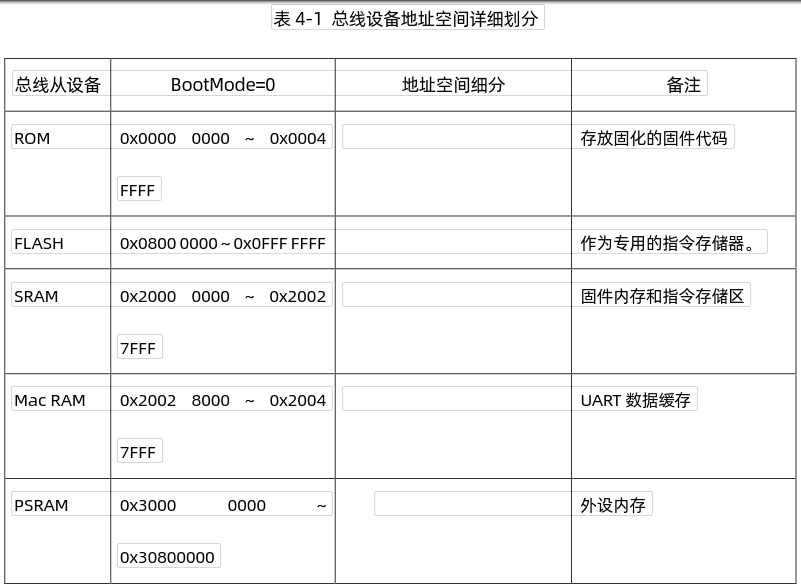 表 4-1 总线设备地址空间详细划分
总线从设备 BootMode=0 地址空间细分 备注
ROM 0x0000 0000 ~ 0x0004 存放固化的固件代码
FFFF
FLASH 0x0800 0000 ~ 0x0FFF FFFF 作为专用的指令存储器。
SRAM 0x2000 0000 ~ 0x2002 固件内存和指令存储区
7FFF
Mac RAM 0x2002 8000 ~ 0x2004 UART 数据缓存
7FFF
PSRAM 0x3000 0000 ~ 外设内存
0x30800000